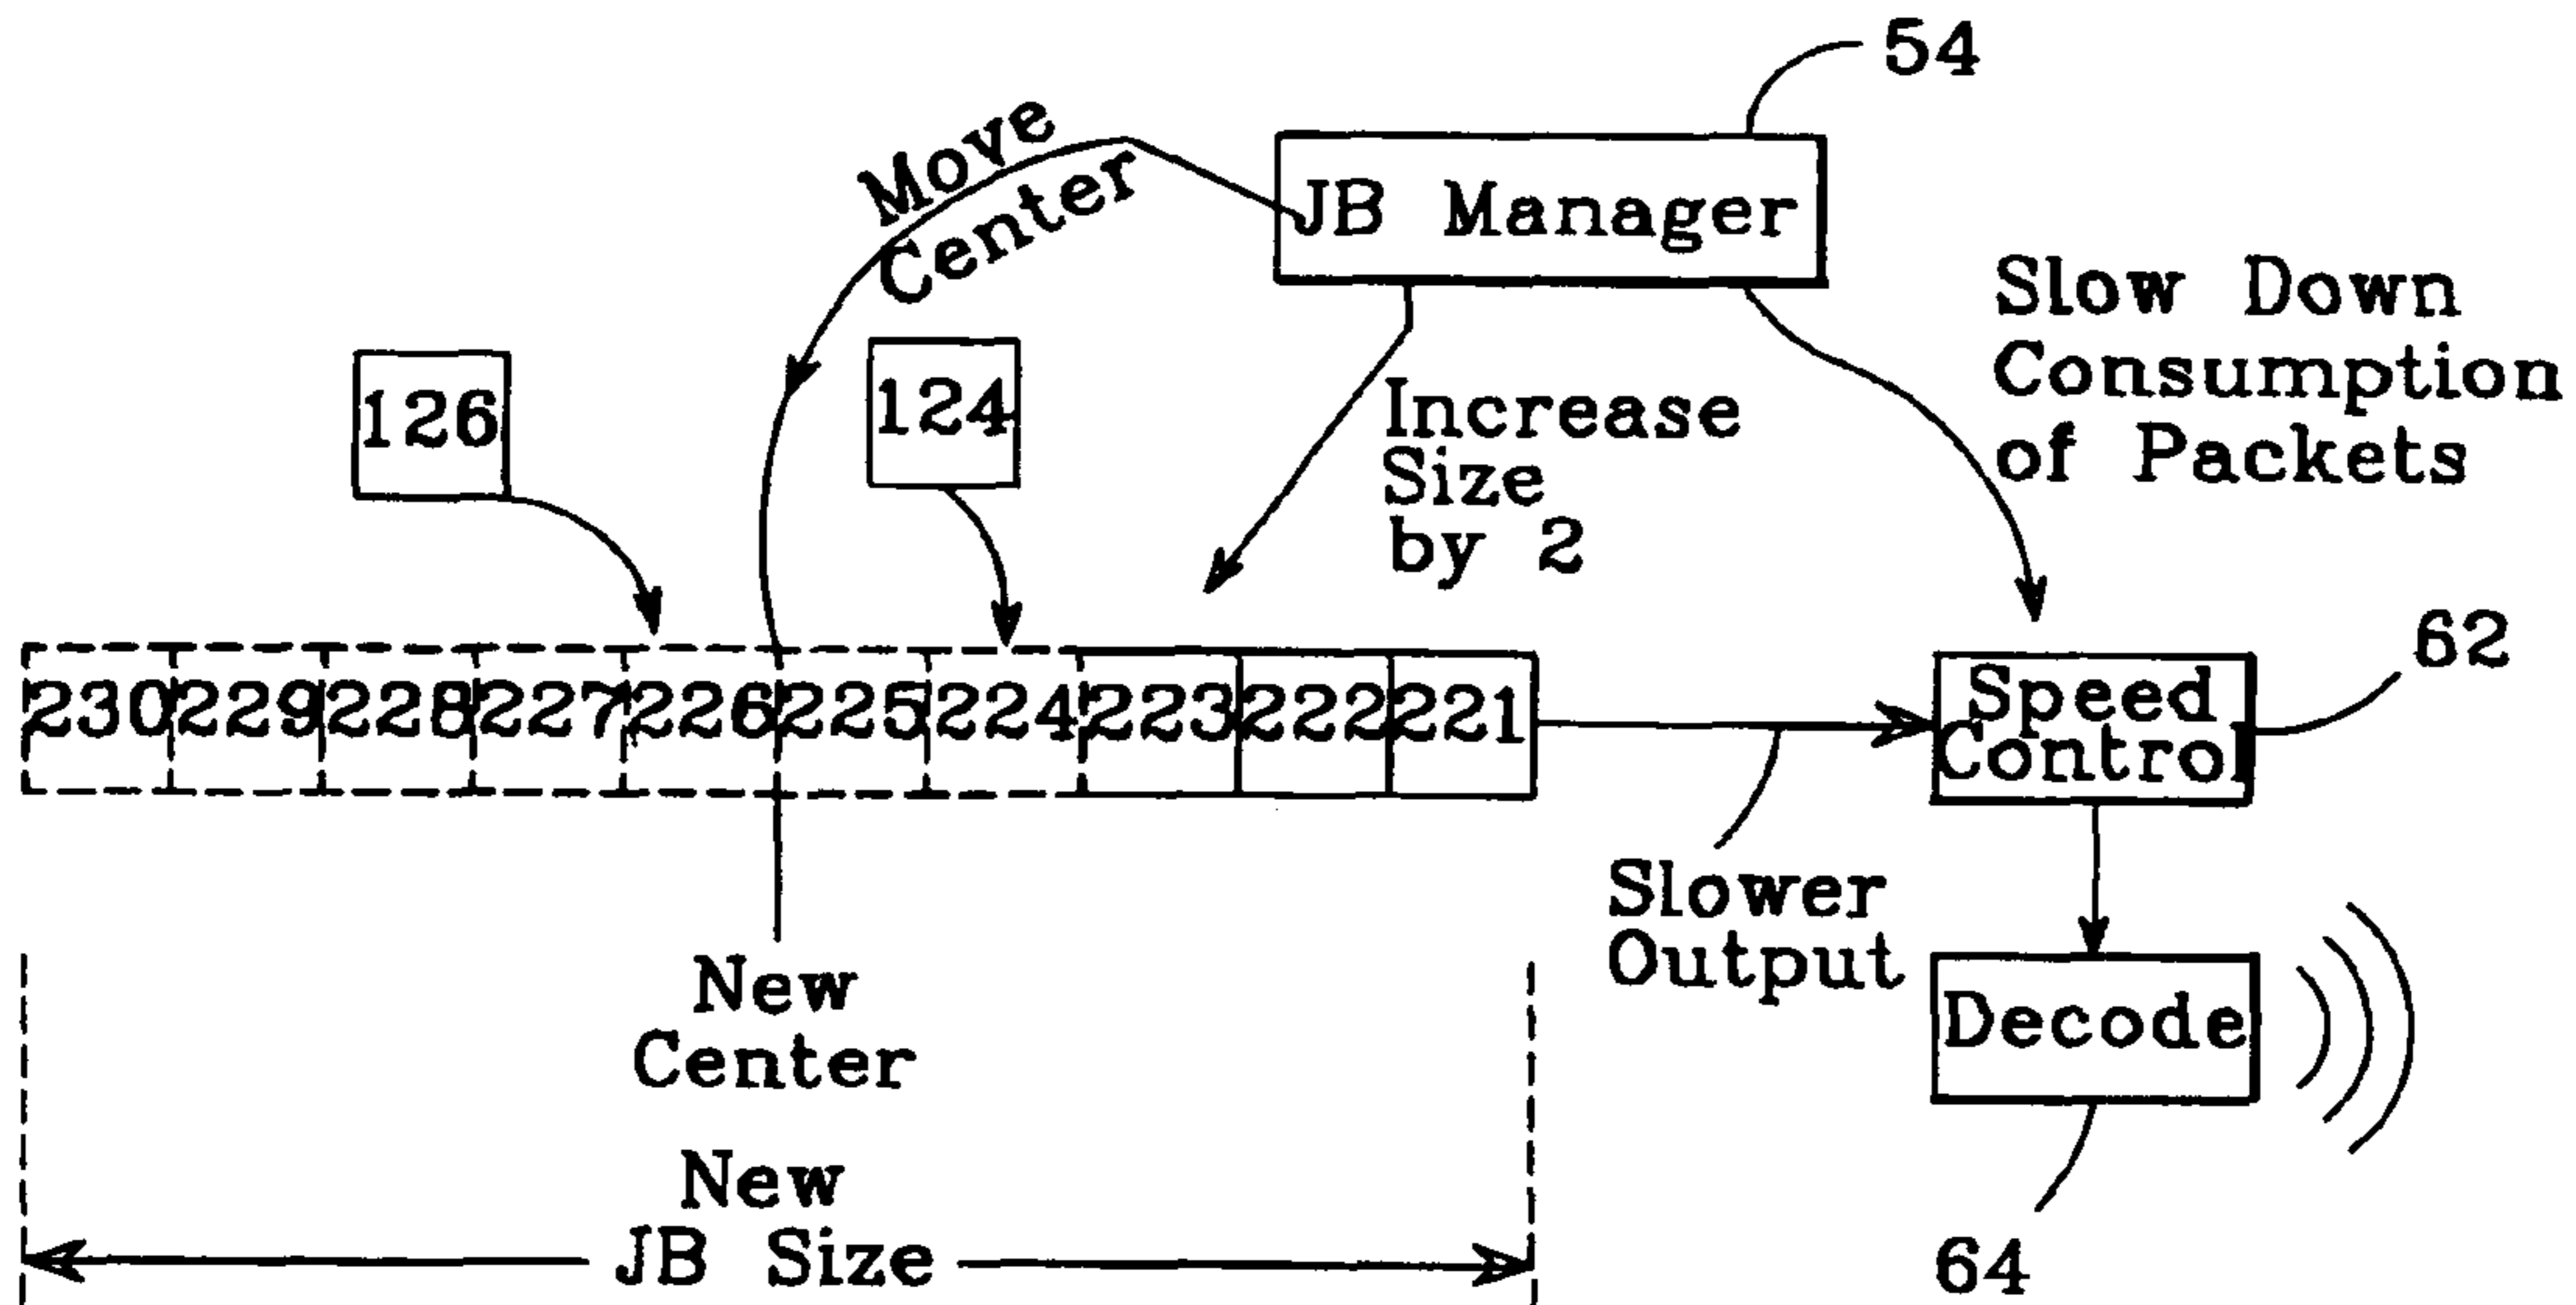 54
Move
Center
JB Manager
Slow Down
Consumption
of Packets
126
124
Increase
Size
by 2
230 229 228 227 226 225 224 223 222 221
Speed
Control
62
Slower
Output
New
Center
Decode
New
JB Size
64